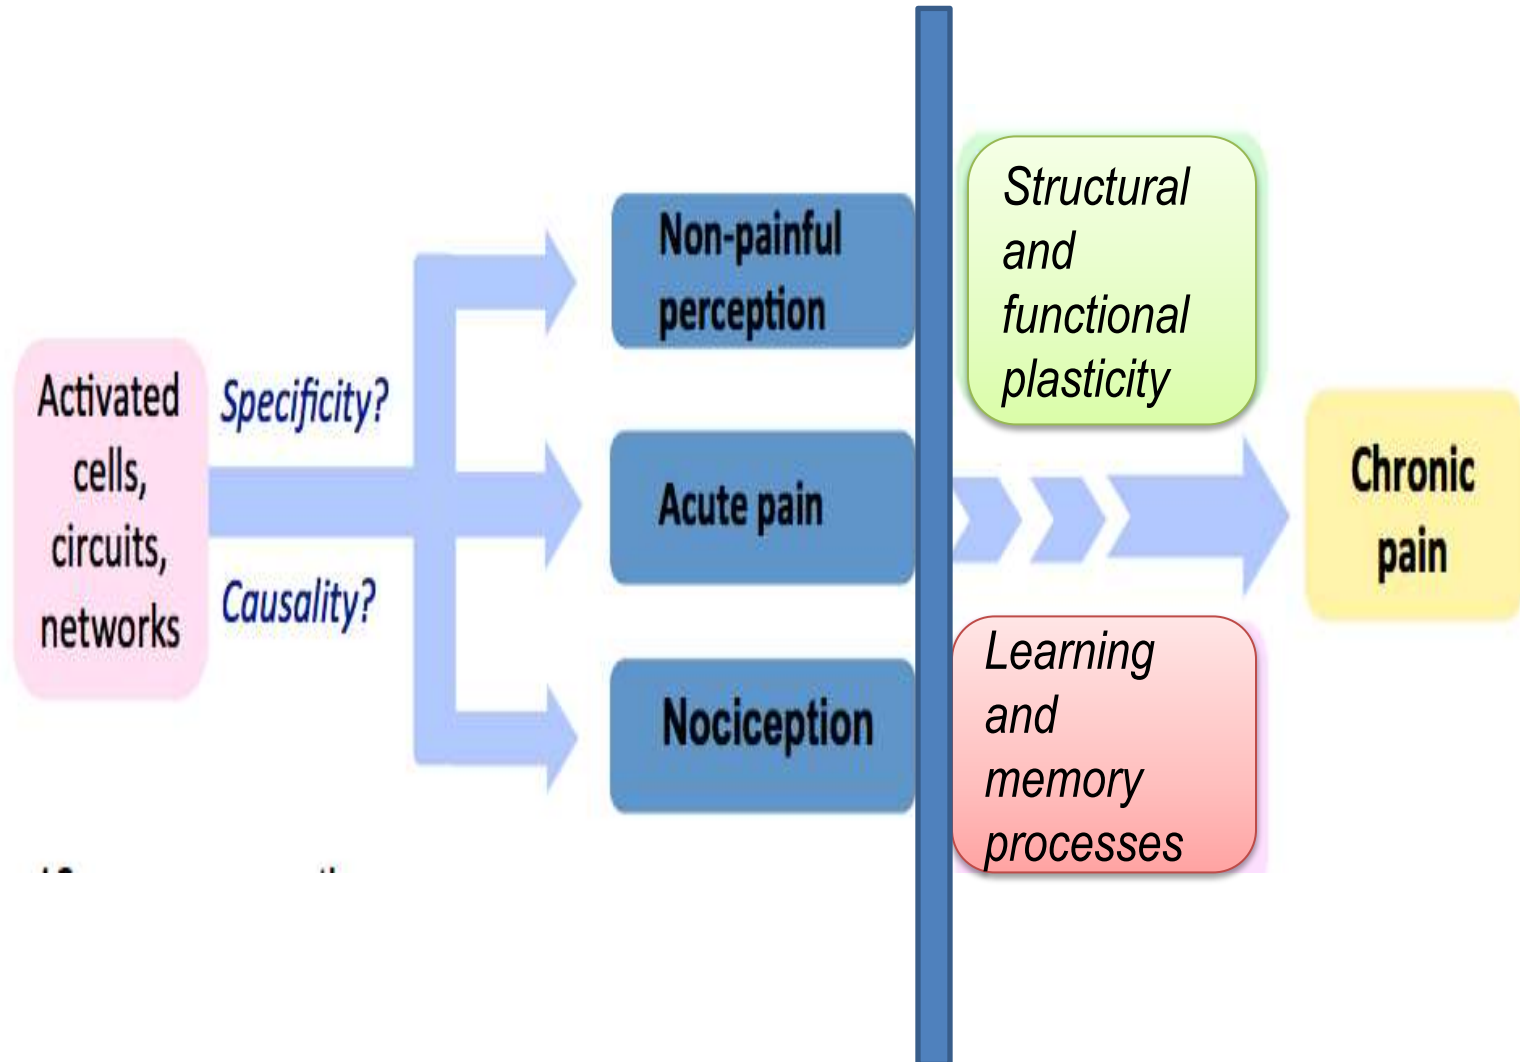 Activated
cells,
circuits,
networks
Specificity?
Causality?
Non-painful
perception
Acute pain
Nociception
Structural
and
functional
plasticity
Learning
and
memory
processes
Chronic
pain